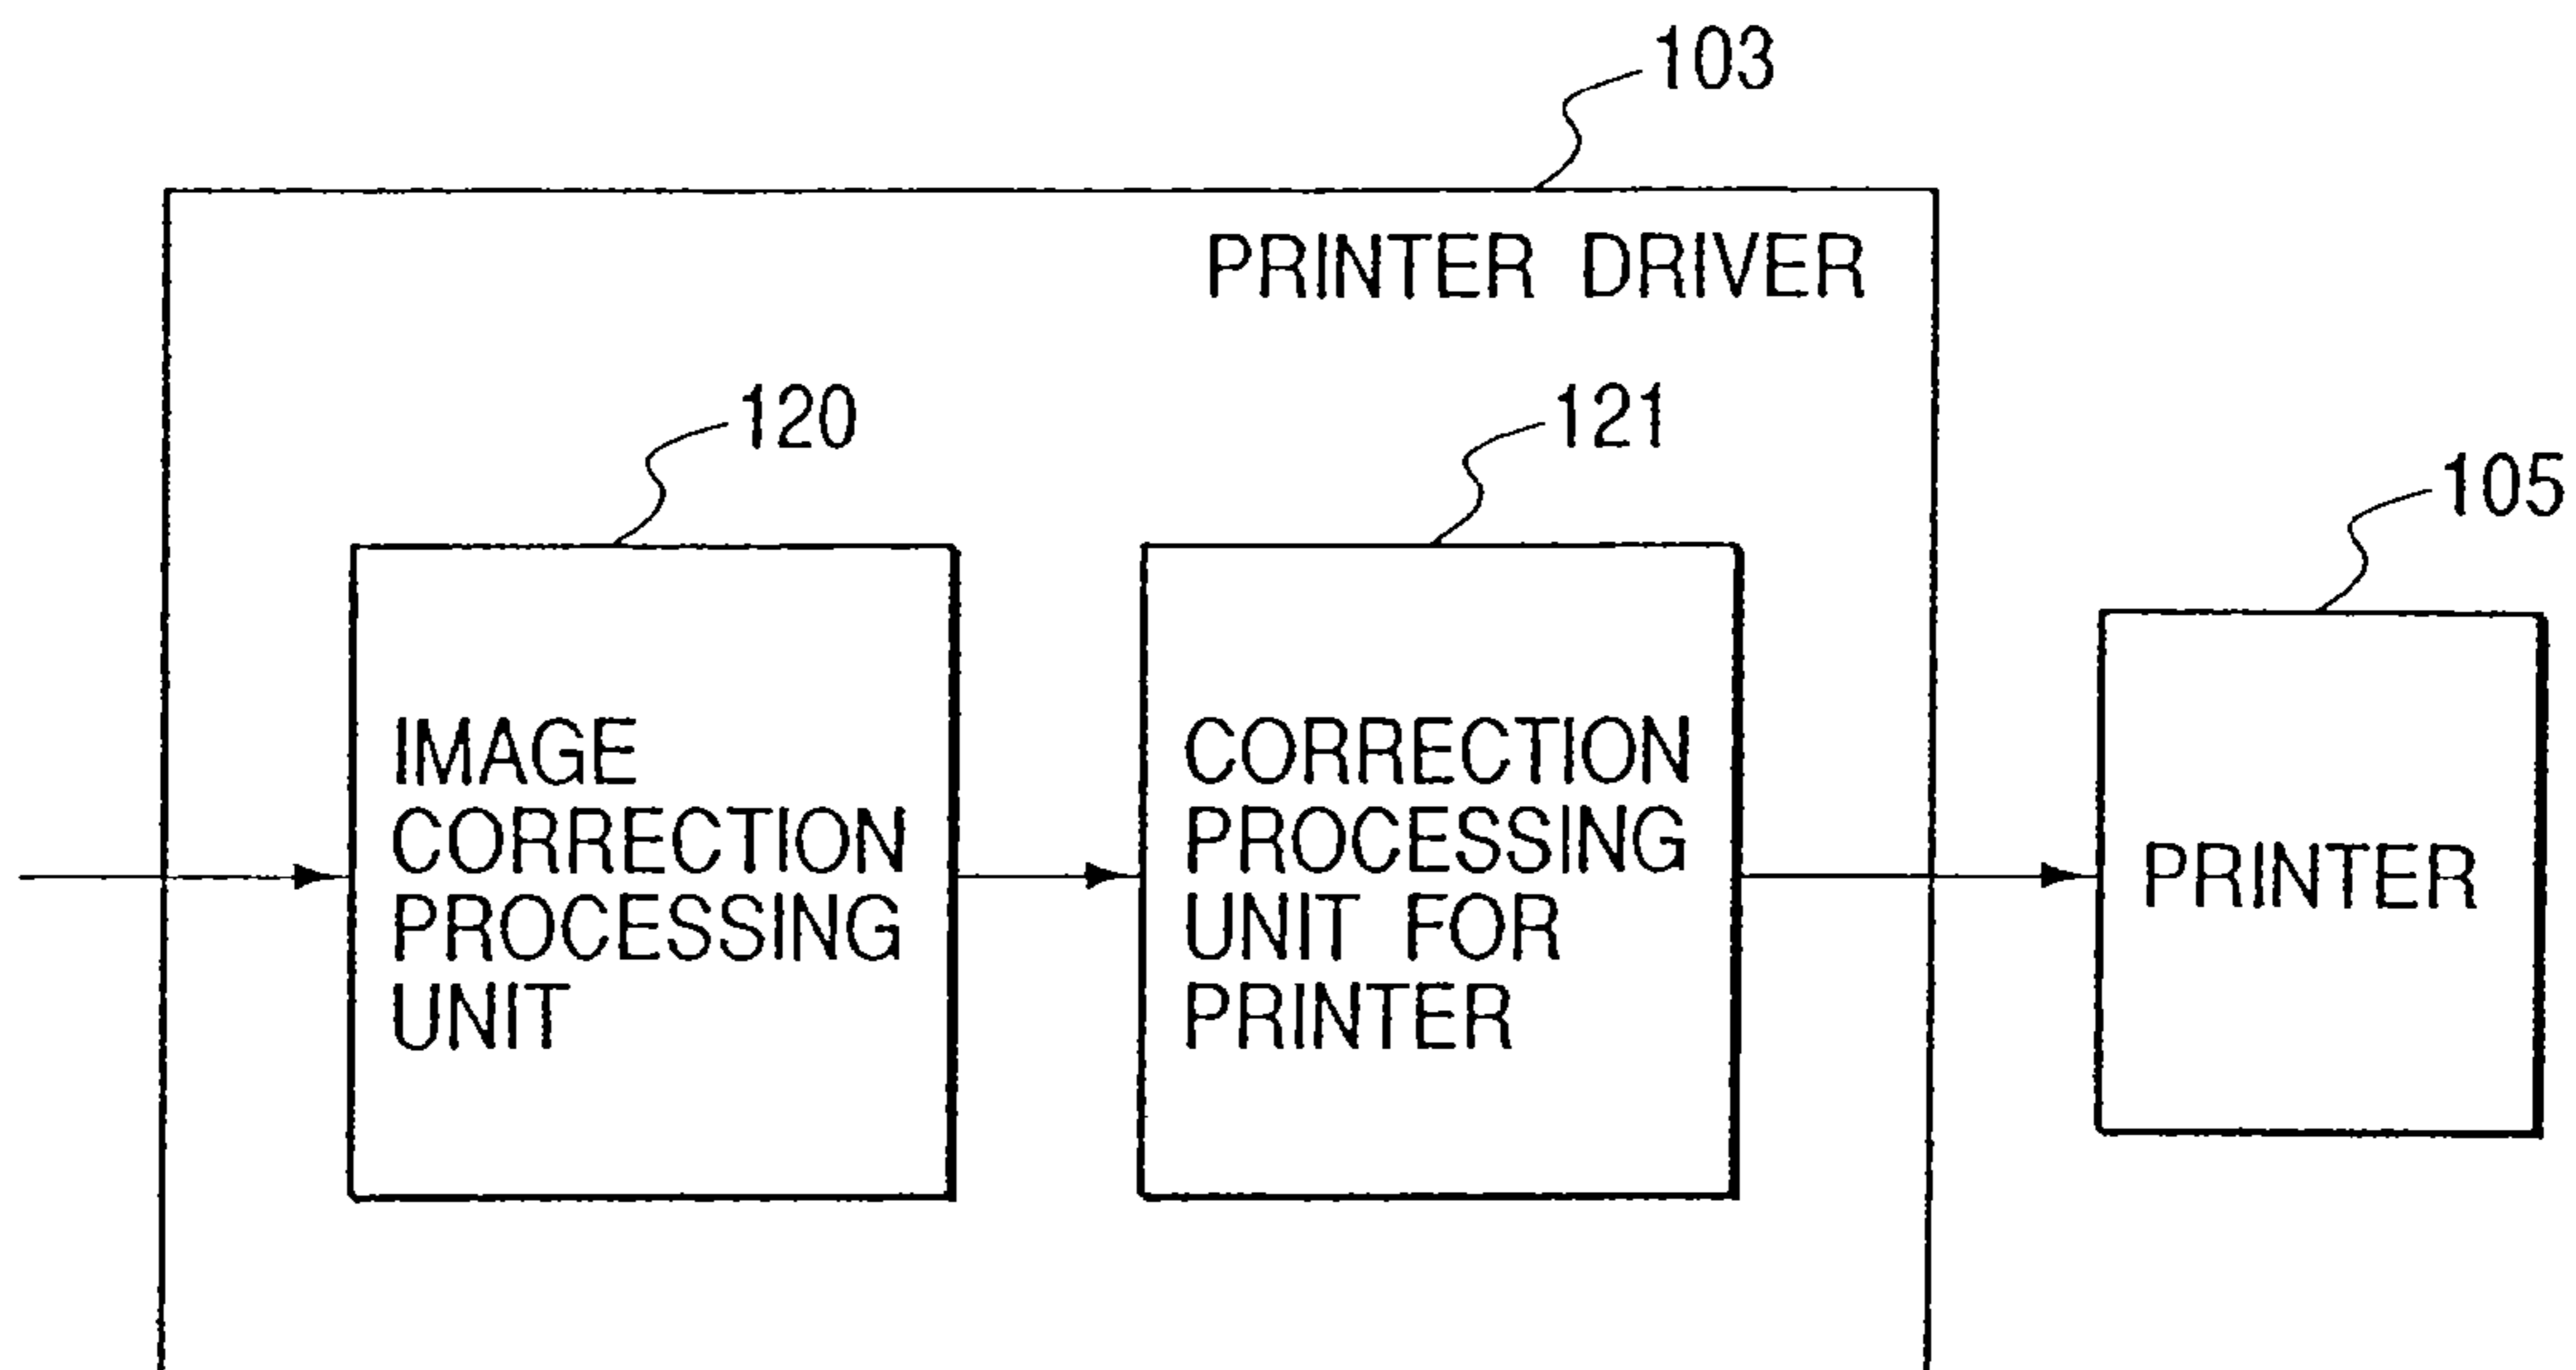 103
PRINTER DRIVER
120
121
105
IMAGE
CORRECTION
PROCESSING
UNIT
CORRECTION
PROCESSING
UNIT FOR
PRINTER
PRINTER